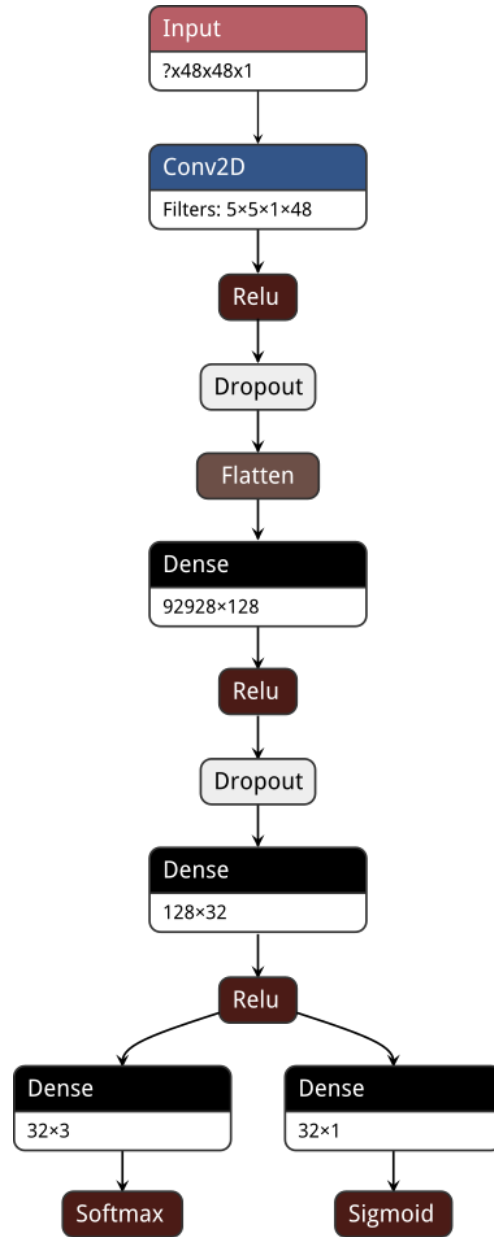 Input
?x48x48x1
Conv2D
Filters: 5×5×1×48
Relu
Dropout
Flatten
Dense
92928×128
Relu
Dropout
Dense
128×32
Relu
Dense
32×3
Dense
32×1
Softmax
Sigmoid